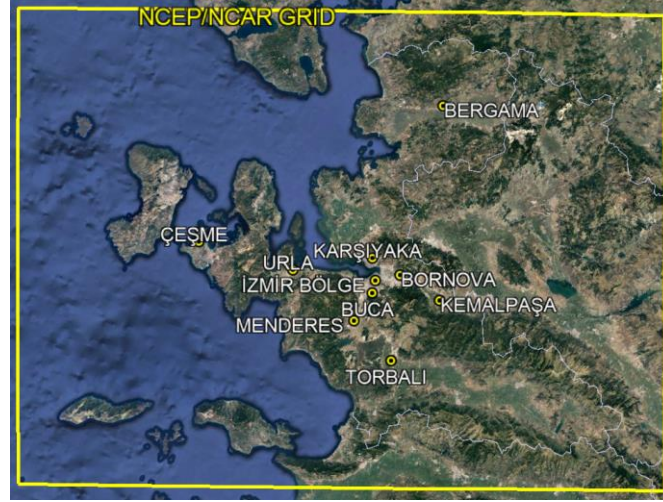 NCEP/NCAR GRID
BERGAMA
ÇEŞME
KARŞIYAKA
URLA
BORNOVA
İZMİR BÖLGE
KEMALPAŞA
BUCA
MENDERES
TORBALI